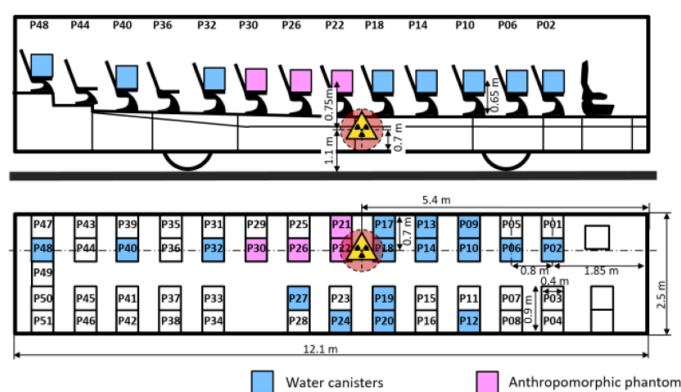 P48 P44 P40 P36 P32 P30 P26 P22 P18 P14 P10 P06 P02
0.75m
0.65 m
1.1 m
0.7 m
5.4 m
P47 P43 P39 P35 P31 P29 P25 P21 P17 P13 P09 P05 P01
0.7 m
P48 P44 P40 P36 P32 P30 P26 P22 P18 P14 P10 P06 P02
P49
0.8 m
1.85 m
0.4 m
P50 P45 P41 P37 P33 P27 P23 P19 P15 P11 P07 P03
0.9 m
2.5 m
P51 P46 P42 P38 P34 P28 P24 P20 P16 P12 P08 P04
12.1 m
Water canisters
Anthropomorphic phantom